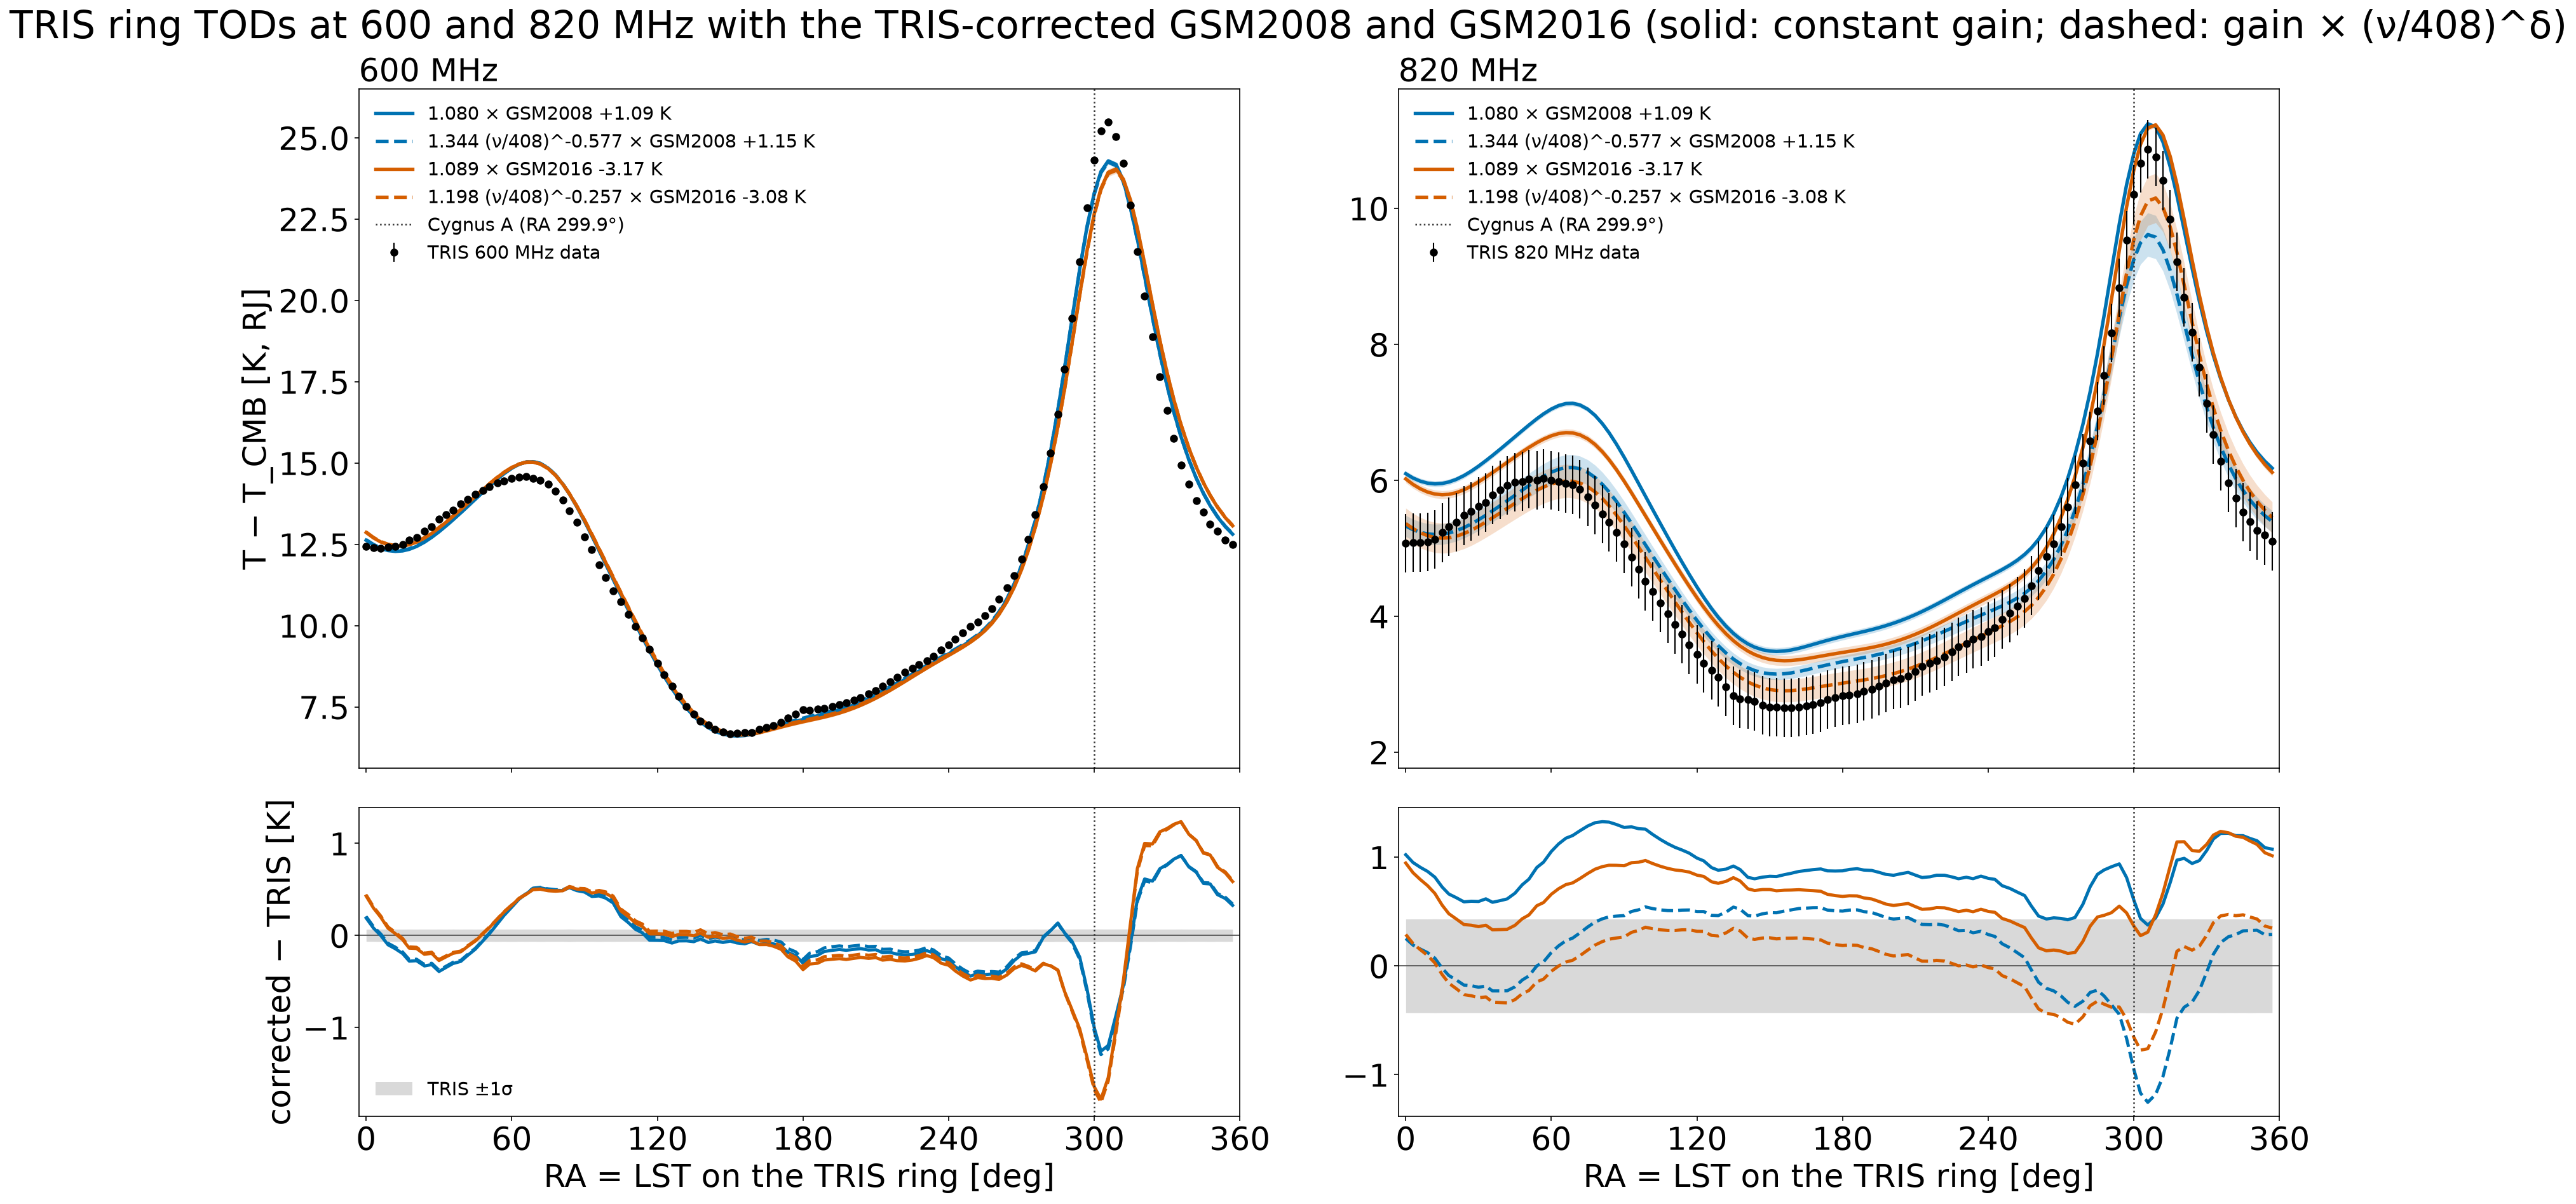 TRIS ring TODs at 600 and 820 MHz with the TRIS-corrected GSM2008 and GSM2016 (solid: constant gain; dashed: gain × (ν/408)^δ)
600 MHz
T − T_CMB [K, RJ]
25.0
22.5
20.0
17.5
15.0
12.5
10.0
7.5
1.080 × GSM2008 +1.09 K
1.344 (ν/408)^-0.577 × GSM2008 +1.15 K
1.089 × GSM2016 -3.17 K
1.198 (ν/408)^-0.257 × GSM2016 -3.08 K
Cygnus A (RA 299.9°)
TRIS 600 MHz data
820 MHz
10
8
6
4
2
1.080 × GSM2008 +1.09 K
1.344 (ν/408)^-0.577 × GSM2008 +1.15 K
1.089 × GSM2016 -3.17 K
1.198 (ν/408)^-0.257 × GSM2016 -3.08 K
Cygnus A (RA 299.9°)
TRIS 820 MHz data
corrected − TRIS [K]
1
0
−1
TRIS ±1σ
0 60 120 180 240 300 360
RA = LST on the TRIS ring [deg]
1
0
−1
0 60 120 180 240 300 360
RA = LST on the TRIS ring [deg]